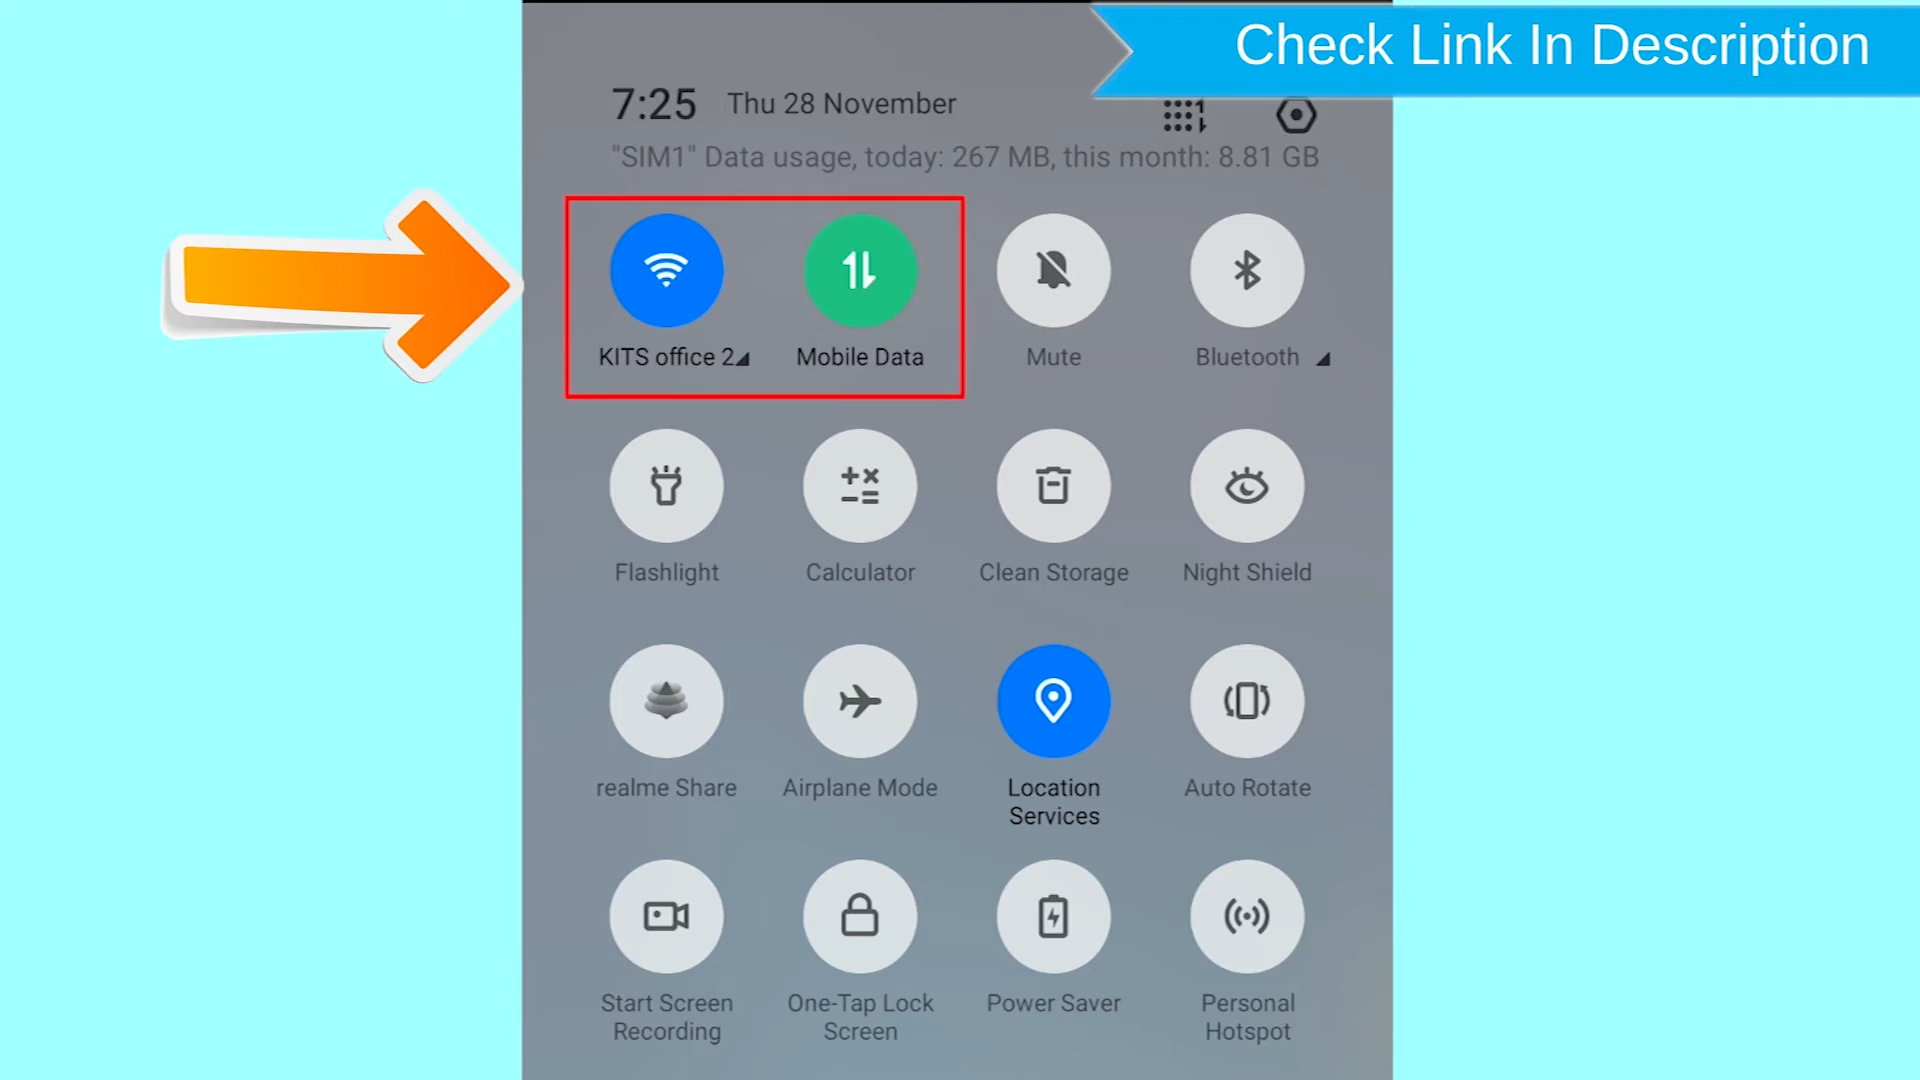 Check Link In Description
7:25 Thu 28 November
"SIM1" Data usage, today: 267 MB, this month: 8.81 GB
KITS office 2 Mobile Data Mute Bluetooth
Flashlight Calculator Clean Storage Night Shield
realme Share Airplane Mode Location Services Auto Rotate
Start Screen Recording One-Tap Lock Screen Power Saver Personal Hotspot